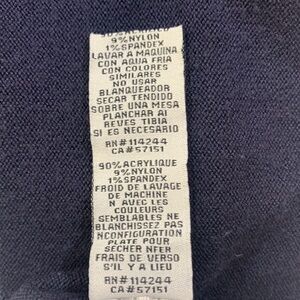 9%NYLON
1%SPANDEX
LAVAR A MAQUINA
CON AQUA FRIA
CON COLORES
SIMILARES
NO USAR
BLANQUEADOR
SECAR TENDIDO
SOBRE UNA MESA
PLANCHAR AI
REVES TIBIA
SI ES NECESARIO
RN#114244
CA#57151
90%ACRYLIQUE
9%NYLON
1%SPANDEX
FROID DE LAVAGE
DE MACHINE
N AVEC LES
COULEURS
SEMBLABLES NE
BLANCHISSEZ PAS
NCONFIGURATION
PLATE POUR
SECHER NFER
FRAIS DE VERSO
S'IL Y A LIEU
RN#114244
CA#57151